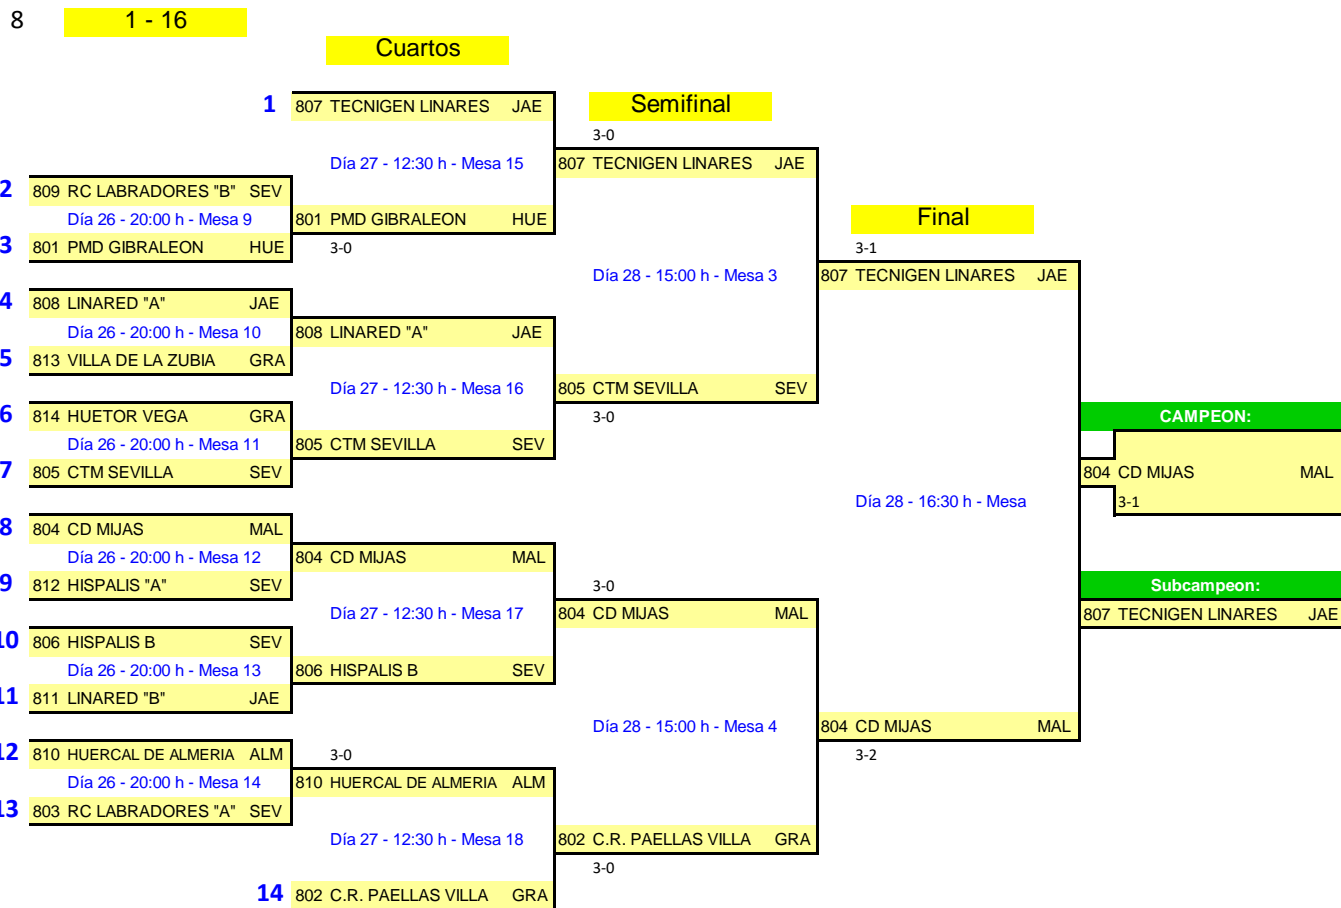 8 1 - 16
Cuartos
1 807 TECNIGEN LINARES JAE Semifinal
3-0
Día 27 - 12:30 h - Mesa 15 807 TECNIGEN LINARES JAE
2 809 RC LABRADORES "B" SEV
Día 26 - 20:00 h - Mesa 9 801 PMD GIBRALEON HUE Final
3 801 PMD GIBRALEON HUE 3-0 3-1
Día 28 - 15:00 h - Mesa 3 807 TECNIGEN LINARES JAE
4 808 LINARED "A" JAE
Día 26 - 20:00 h - Mesa 10 808 LINARED "A" JAE
5 813 VILLA DE LA ZUBIA GRA
Día 27 - 12:30 h - Mesa 16 805 CTM SEVILLA SEV
6 814 HUETOR VEGA GRA 3-0 CAMPEON:
Día 26 - 20:00 h - Mesa 11 805 CTM SEVILLA SEV
7 805 CTM SEVILLA SEV 804 CD MIJAS MAL
Día 28 - 16:30 h - Mesa 3-1
8 804 CD MIJAS MAL
Día 26 - 20:00 h - Mesa 12 804 CD MIJAS MAL
9 812 HISPALIS "A" SEV 3-0 Subcampeon:
Día 27 - 12:30 h - Mesa 17 804 CD MIJAS MAL 807 TECNIGEN LINARES JAE
10 806 HISPALIS B SEV
Día 26 - 20:00 h - Mesa 13 806 HISPALIS B SEV
11 811 LINARED "B" JAE
Día 28 - 15:00 h - Mesa 4 804 CD MIJAS MAL
12 810 HUERCAL DE ALMERIA ALM 3-0 3-2
Día 26 - 20:00 h - Mesa 14 810 HUERCAL DE ALMERIA ALM
13 803 RC LABRADORES "A" SEV
Día 27 - 12:30 h - Mesa 18 802 C.R. PAELLAS VILLA GRA
3-0
14 802 C.R. PAELLAS VILLA GRA